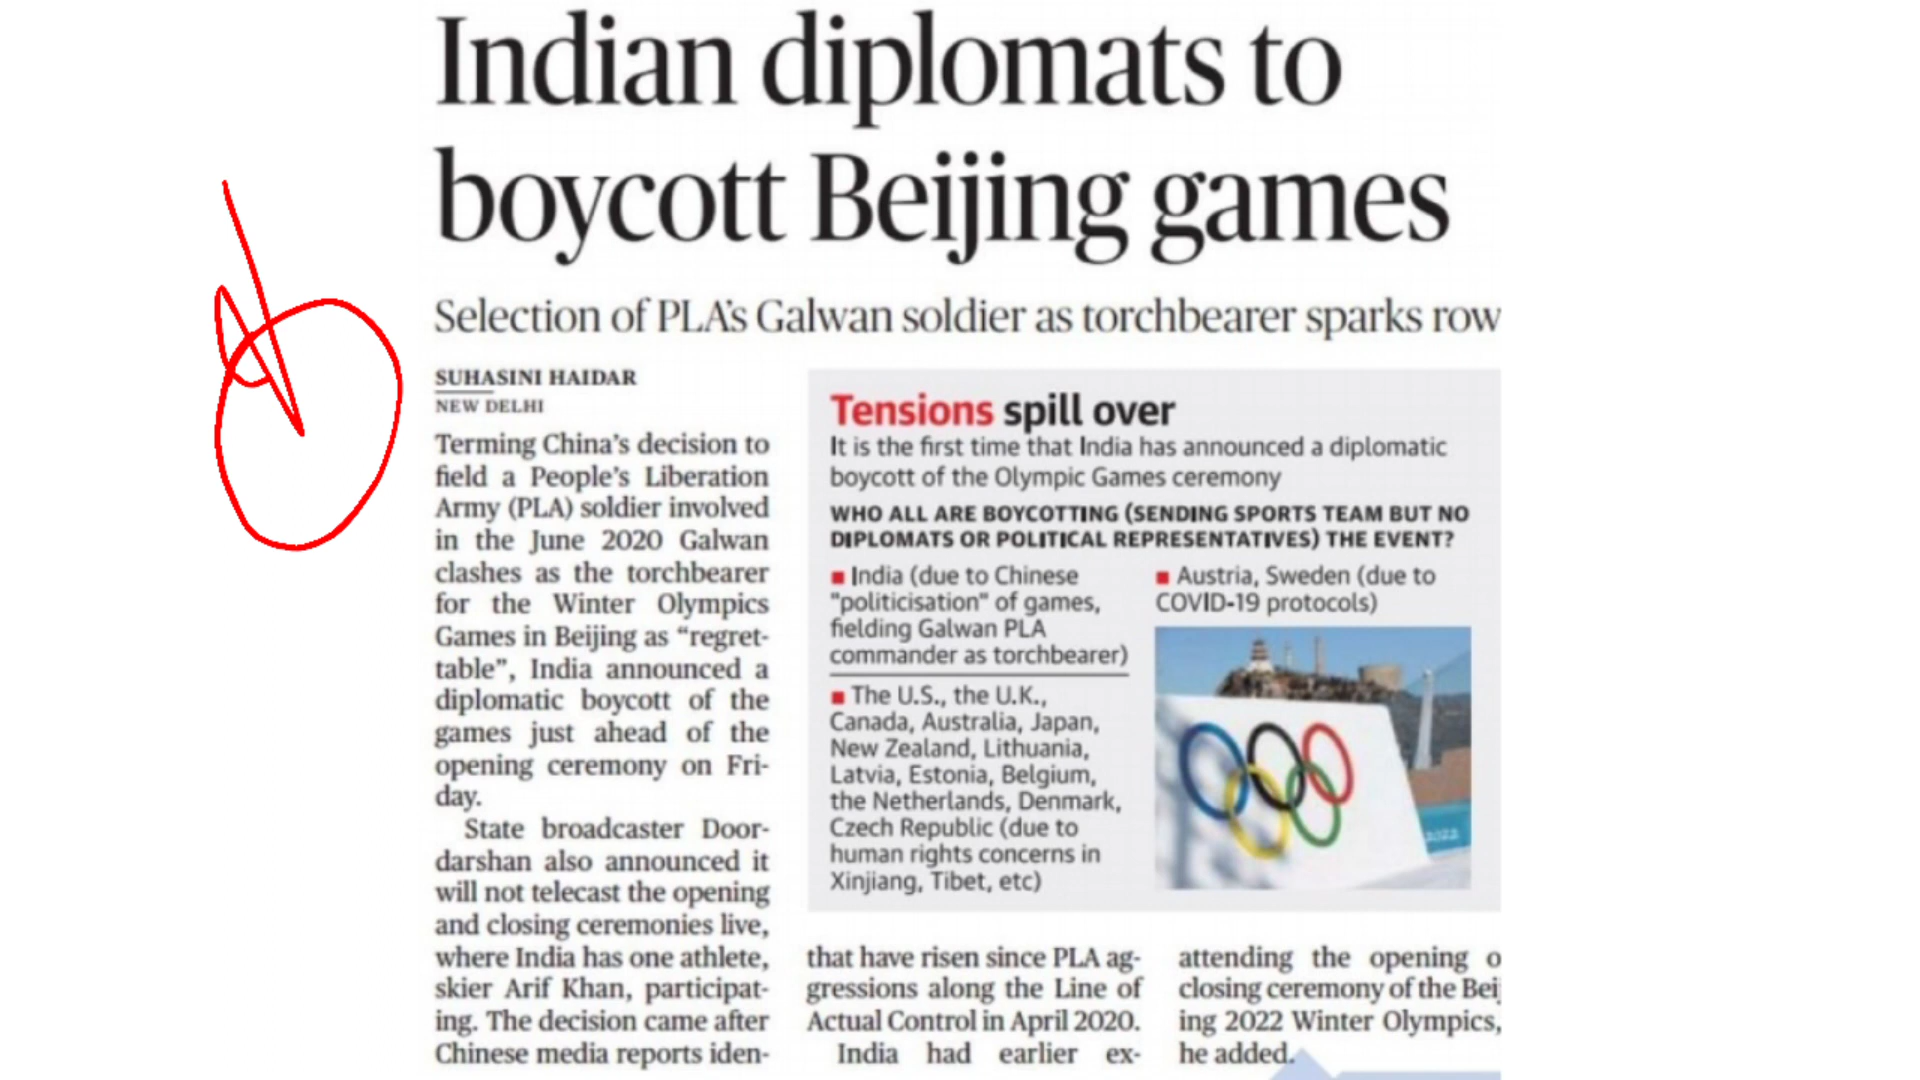 Indian diplomats to
boycott Beijing games
Selection of PLA's Galwan soldier as torchbearer sparks row
SUHASINI HAIDAR
NEW DELHI
Terming China's decision to
field a People's Liberation
Army (PLA) soldier involved
in the June 2020 Galwan
clashes as the torchbearer
for the Winter Olympics
Games in Beijing as “regret-
table”, India announced a
diplomatic boycott of the
games just ahead of the
opening ceremony on Fri-
day.
State broadcaster Door-
darshan also announced it
will not telecast the opening
and closing ceremonies live,
where India has one athlete,
skier Arif Khan, participat-
ing. The decision came after
Chinese media reports iden-
Tensions spill over
It is the first time that India has announced a diplomatic
boycott of the Olympic Games ceremony
WHO ALL ARE BOYCOTTING (SENDING SPORTS TEAM BUT NO
DIPLOMATS OR POLITICAL REPRESENTATIVES) THE EVENT?
India (due to Chinese
"politicisation" of games,
fielding Galwan PLA
commander as torchbearer)
The U.S., the U.K.,
Canada, Australia, Japan,
New Zealand, Lithuania,
Latvia, Estonia, Belgium,
the Netherlands, Denmark,
Czech Republic (due to
human rights concerns in
Xinjiang, Tibet, etc)
Austria, Sweden (due to
COVID-19 protocols)
2022
that have risen since PLA ag-
gressions along the Line of
Actual Control in April 2020.
India had earlier ex-
attending the opening o
closing ceremony of the Bei
ing 2022 Winter Olympics,
he added.